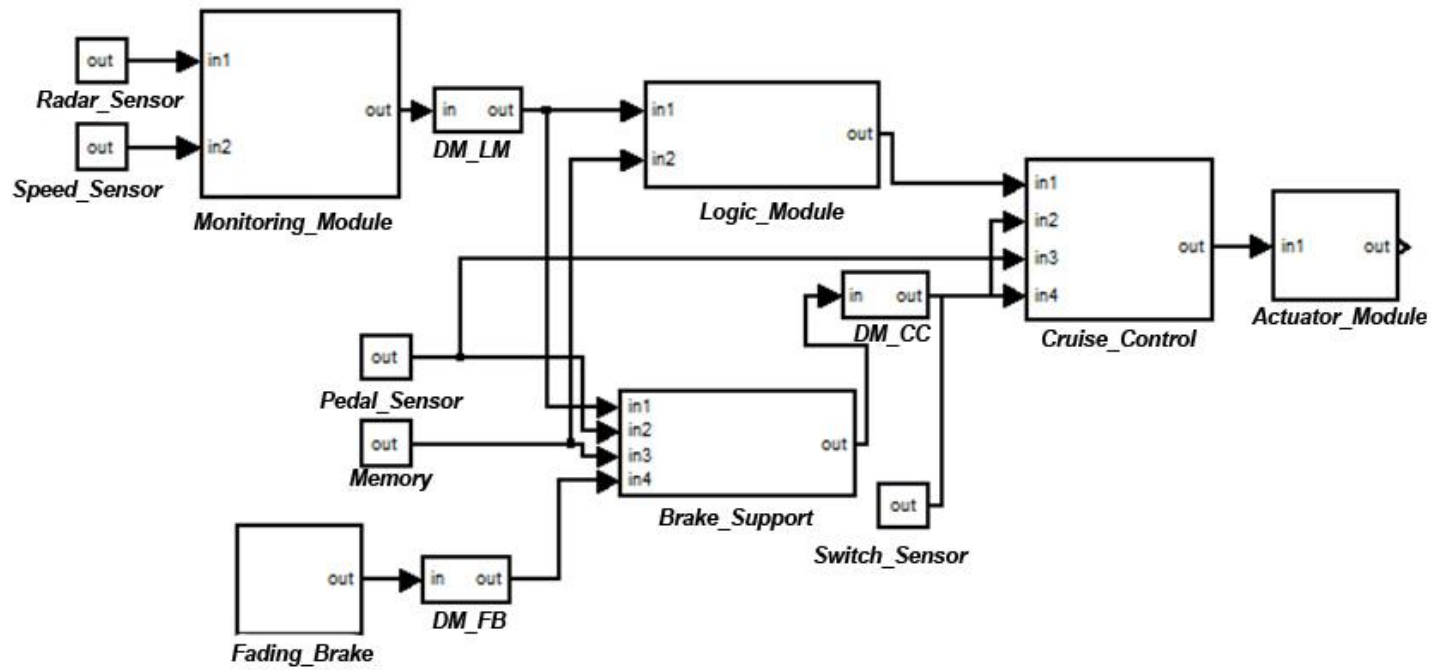 out
Radar_Sensor
out
Speed_Sensor
in1
in2
out
Monitoring_Module
in out
DM_LM
in1
in2
out
Logic_Module
in1
in2
in3
in4
out
Cruise_Control
in1 out
Actuator_Module
in out
DM_CC
out
Pedal_Sensor
out
Memory
in1
in2
in3
in4
out
Brake_Support
out
Switch_Sensor
out
Fading_Brake
in out
DM_FB